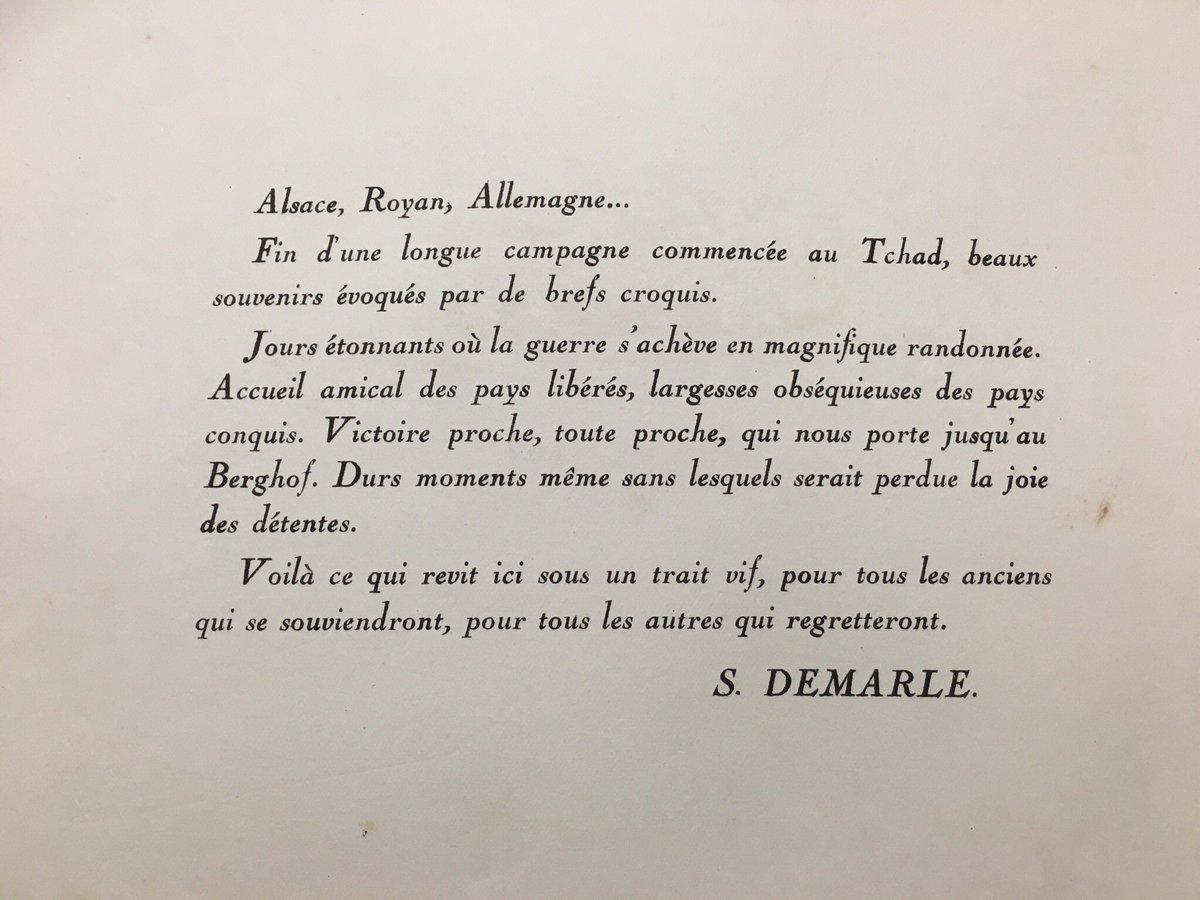 Alsace, Royan, Allemagne...
Fin d'une longue campagne commencée au Tchad, beaux
souvenirs évoqués par de brefs croquis.
Jours étonnants où la guerre s'achève en magnifique randonnée.
Accueil amical des pays libérés, largesses obséquieuses des pays
conquis. Victoire proche, toute proche, qui nous porte jusqu'au
Berghof. Durs moments même sans lesquels serait perdue la joie
des détentes.
Voilà ce qui revit ici sous un trait vif, pour tous les anciens
qui se souviendront, pour tous les autres qui regretteront.
S. DEMARLE.